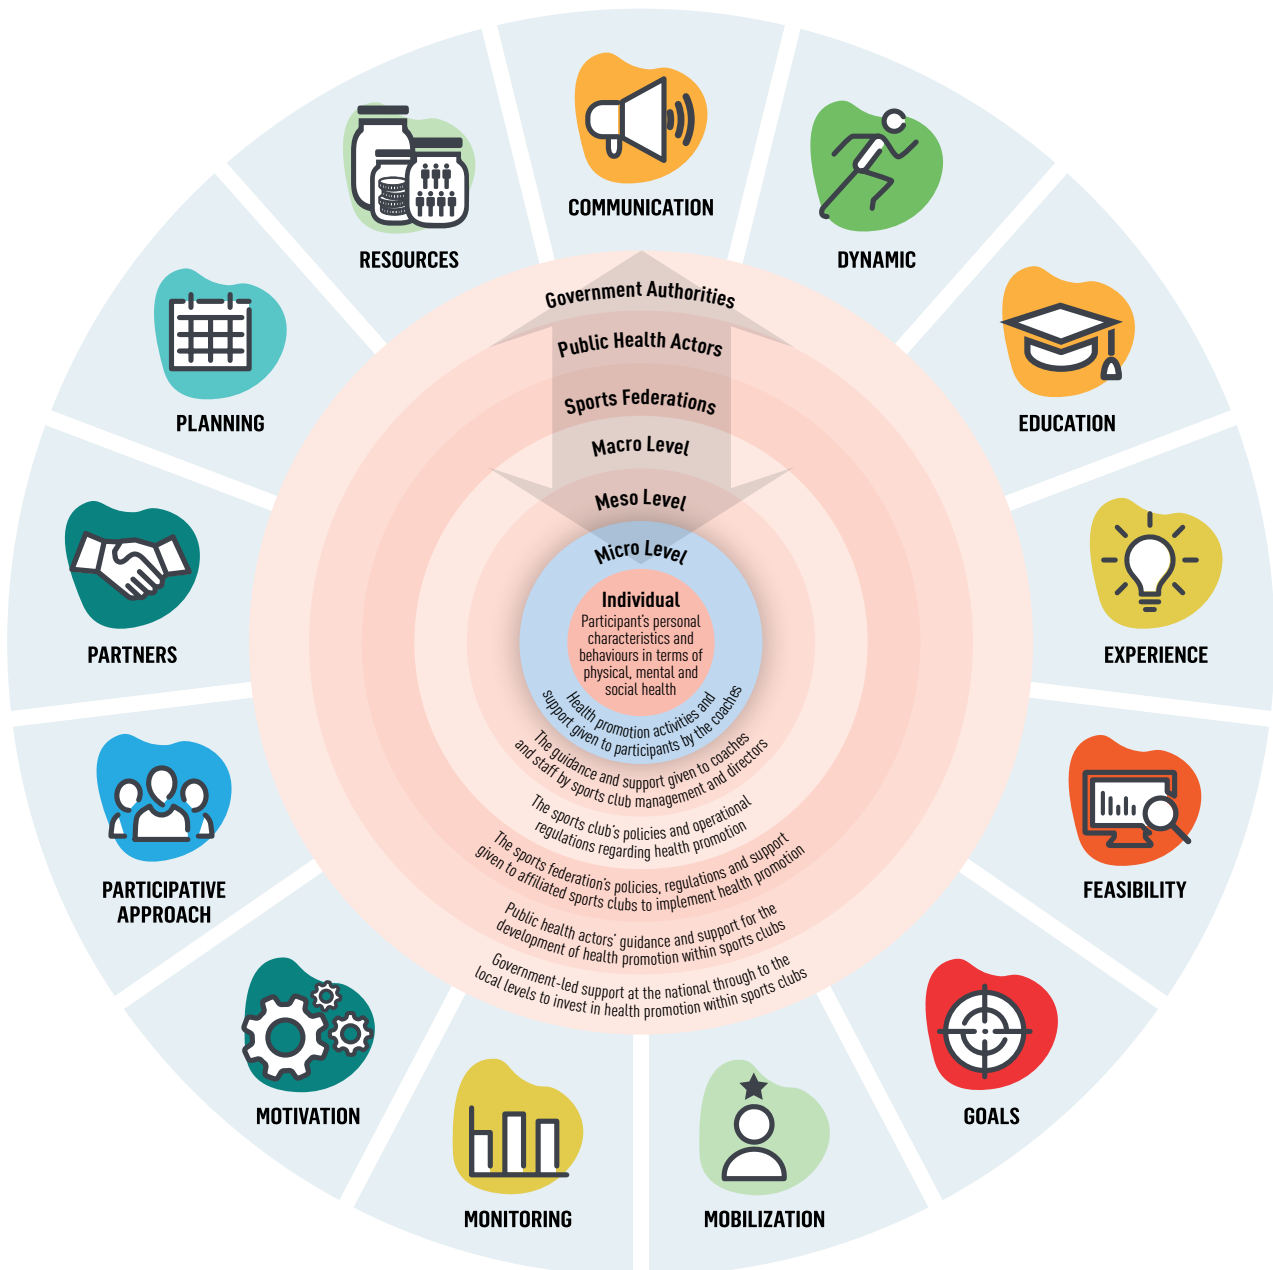 COMMUNICATION
DYNAMIC
EDUCATION
EXPERIENCE
FEASIBILITY
GOALS
MOBILIZATION
MONITORING
MOTIVATION
PARTICIPATIVE
APPROACH
PARTNERS
PLANNING
RESOURCES
Government Authorities
Public Health Actors
Sports Federations
Macro Level
Meso Level
Micro Level
Individual
Participant's personal
characteristics and
behaviours in terms of
physical, mental and
social health
Health promotion activities and
support given to participants by the coaches
The guidance and support given to coaches
and staff by sports club management and directors
The sports club's policies and operational
regulations regarding health promotion
The sports federation's policies, regulations and support
given to affiliated sports clubs to implement health promotion
Public health actors' guidance and support for the
development of health promotion within sports clubs
Government-led support at the national through to the
local levels to invest in health promotion within sports clubs